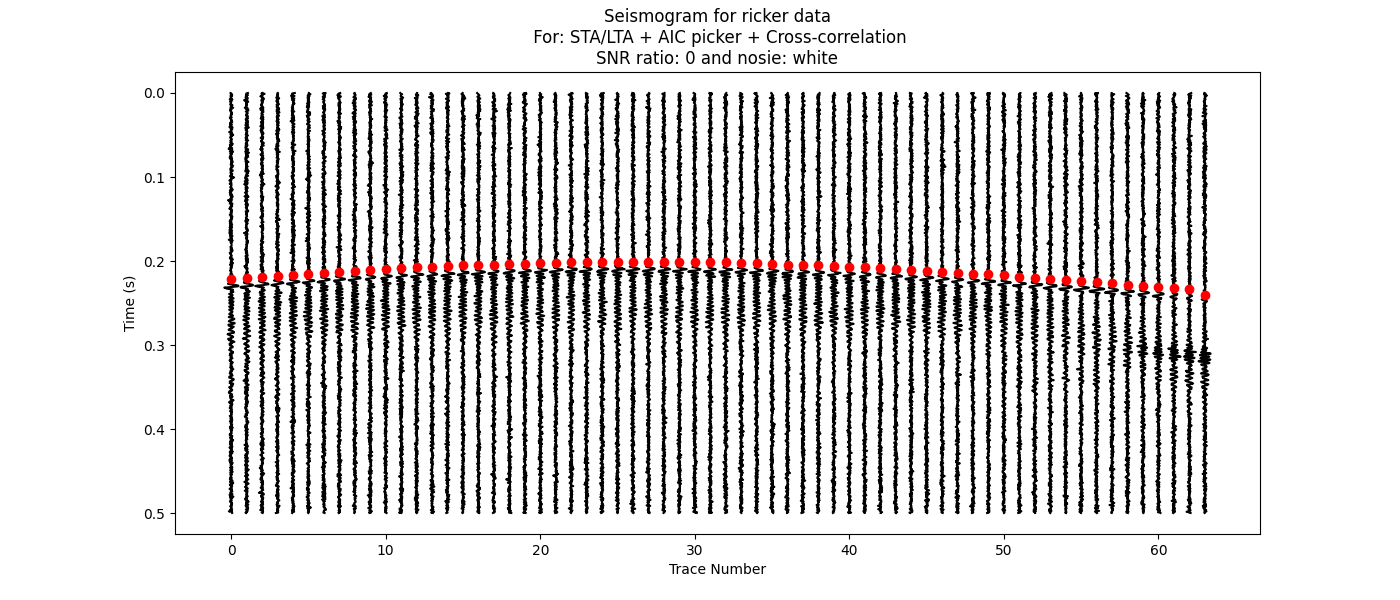 Seismogram for ricker data
For: STA/LTA + AIC picker + Cross-correlation
SNR ratio: 0 and nosie: white
0.0
0.1
0.2
0.3
0.4
0.5
Time (s)
0 10 20 30 40 50 60
Trace Number